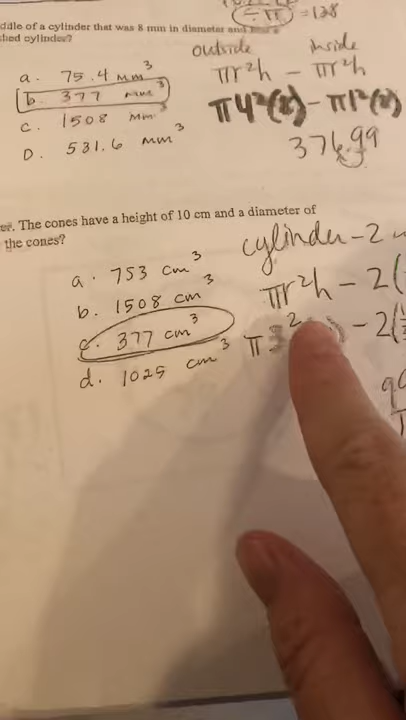 = 128
ddle of a cylinder that was 8 mm in diameter and
shed cylinder?
outside inside
πr²h - πr²h
a. 75.4 mm³
b. 377 mm³
π4²(8) - π1²(8)
c. 1508 mm³
376.99
D. 531.6 mm³
er. The cones have a height of 10 cm and a diameter of
the cones?
cylinder - 2
a. 753 cm³
πr²h - 2(
b. 1508 cm³
c. 377 cm³
d. 1025 cm³